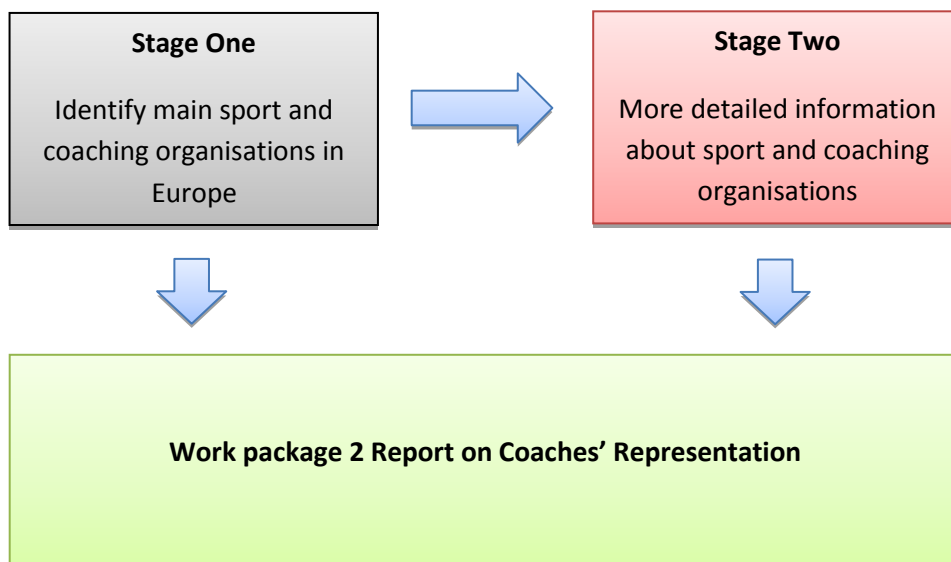 Stage One
Identify main sport and
coaching organisations in
Europe
Stage Two
More detailed information
about sport and coaching
organisations
Work package 2 Report on Coaches’ Representation